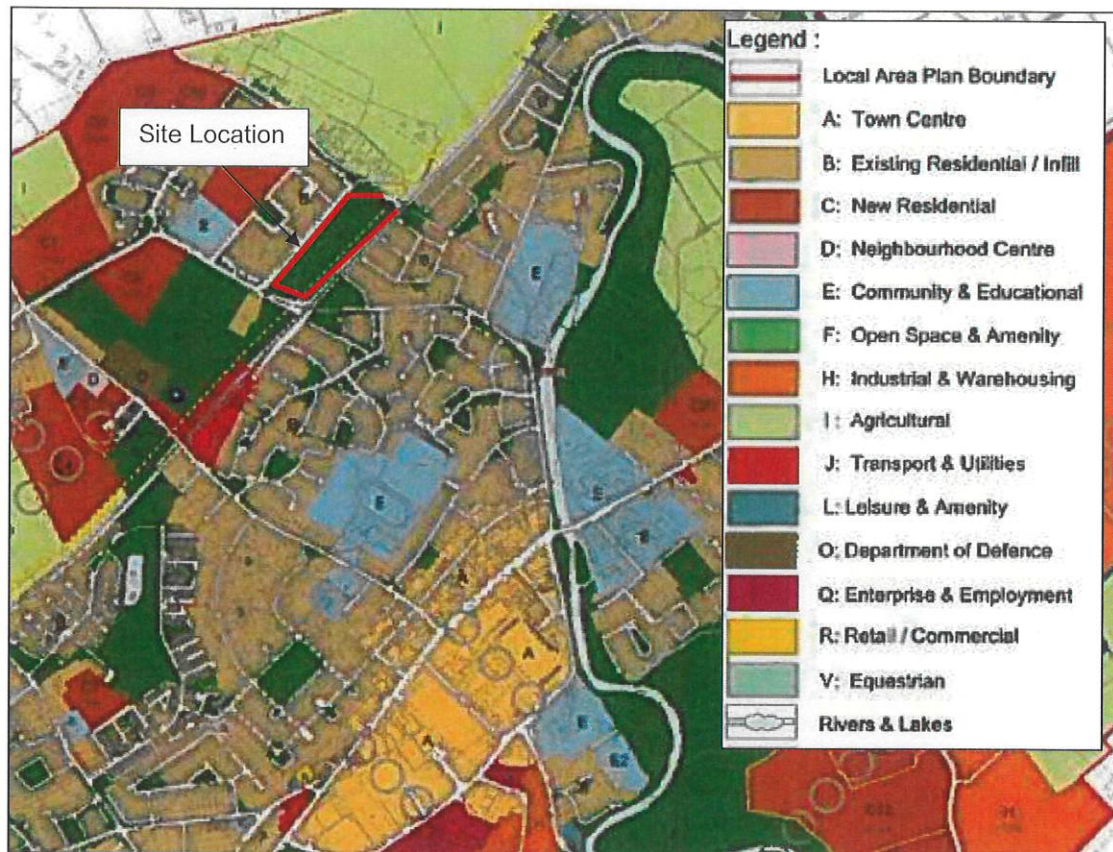 Site Location
Legend :
Local Area Plan Boundary
A: Town Centre
B: Existing Residential / Infill
C: New Residential
D: Neighbourhood Centre
E: Community & Educational
F: Open Space & Amenity
H: Industrial & Warehousing
I : Agricultural
J: Transport & Utilities
L: Leisure & Amenity
O: Department of Defence
Q: Enterprise & Employment
R: Retail / Commercial
V: Equestrian
Rivers & Lakes
E
E
D
E
E
A
A
A
E
E2
H